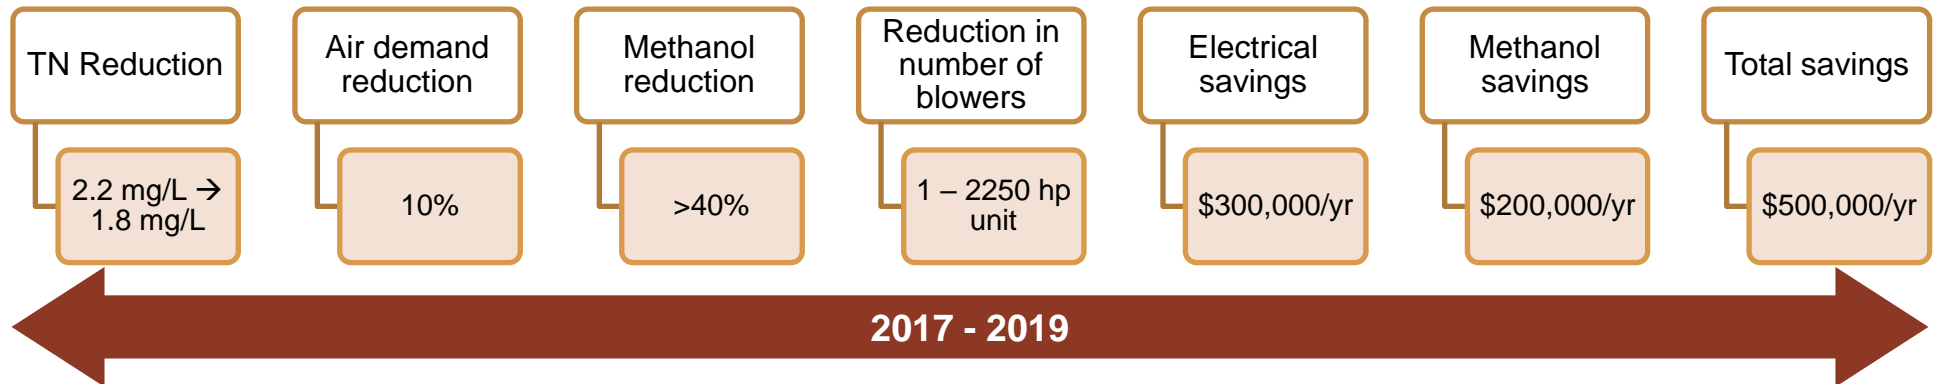 TN Reduction
2.2 mg/L →
1.8 mg/L
Air demand
reduction
10%
Methanol
reduction
>40%
Reduction in
number of
blowers
1 – 2250 hp
unit
Electrical
savings
$300,000/yr
Methanol
savings
$200,000/yr
Total savings
$500,000/yr
2017 - 2019